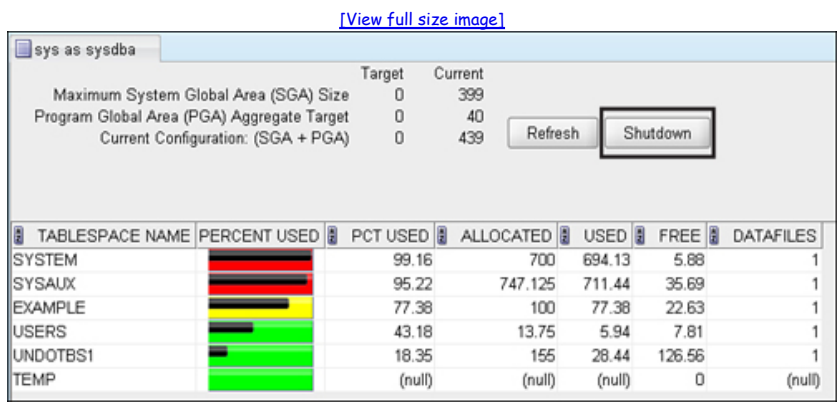 [View full size image]
sys as sysdba
Target Current
Maximum System Global Area (SGA) Size 0 399
Program Global Area (PGA) Aggregate Target 0 40
Current Configuration: (SGA + PGA) 0 439
Refresh Shutdown
TABLESPACE NAME PERCENT USED PCT USED ALLOCATED USED FREE DATAFILES
SYSTEM 99.16 700 694.13 5.88 1
SYSAUX 95.22 747.125 711.44 35.69 1
EXAMPLE 77.38 100 77.38 22.63 1
USERS 43.18 13.75 5.94 7.81 1
UNDOTBS1 18.35 155 28.44 126.56 1
TEMP (null) (null) (null) 0 (null)